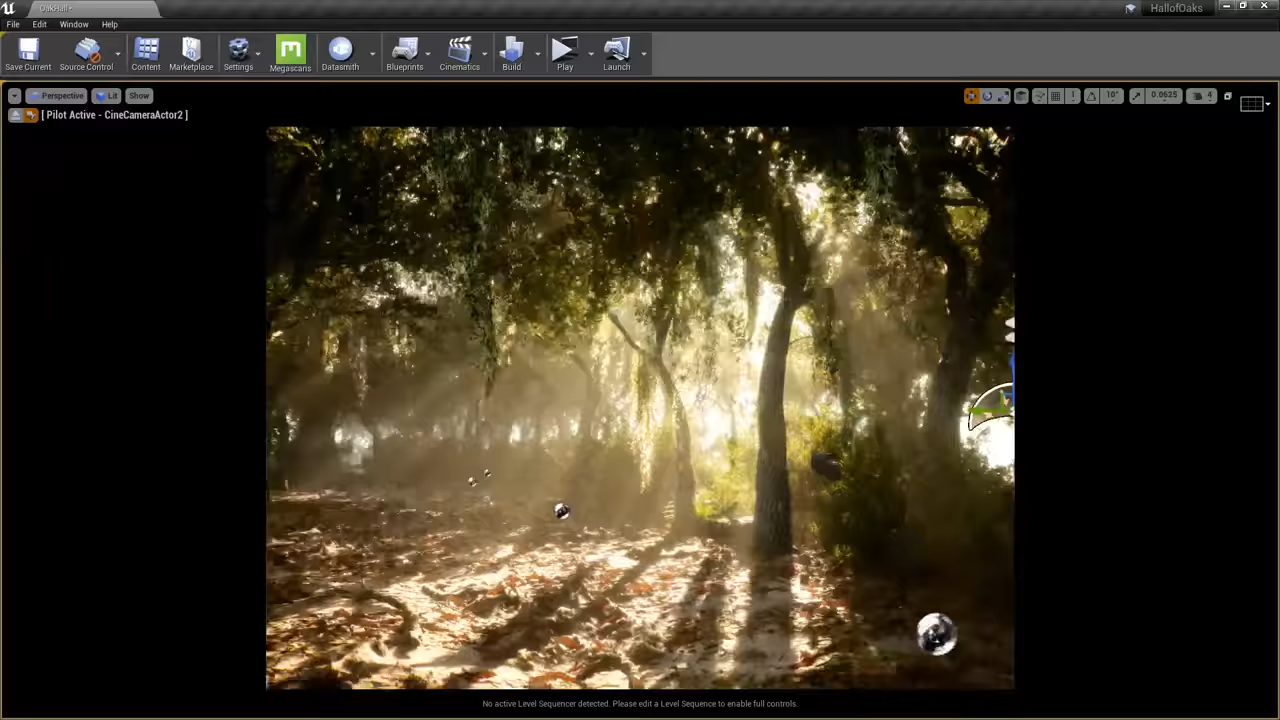 OakHall*
HallofOaks
File Edit Window Help
Save Current Source Control Content Marketplace Settings Megascans Datasmith Blueprints Cinematics Build Play Launch
Perspective Lit Show 10° 0.0625 4
[ Pilot Active - CineCameraActor2 ]
No active Level Sequencer detected. Please edit a Level Sequence to enable full controls.